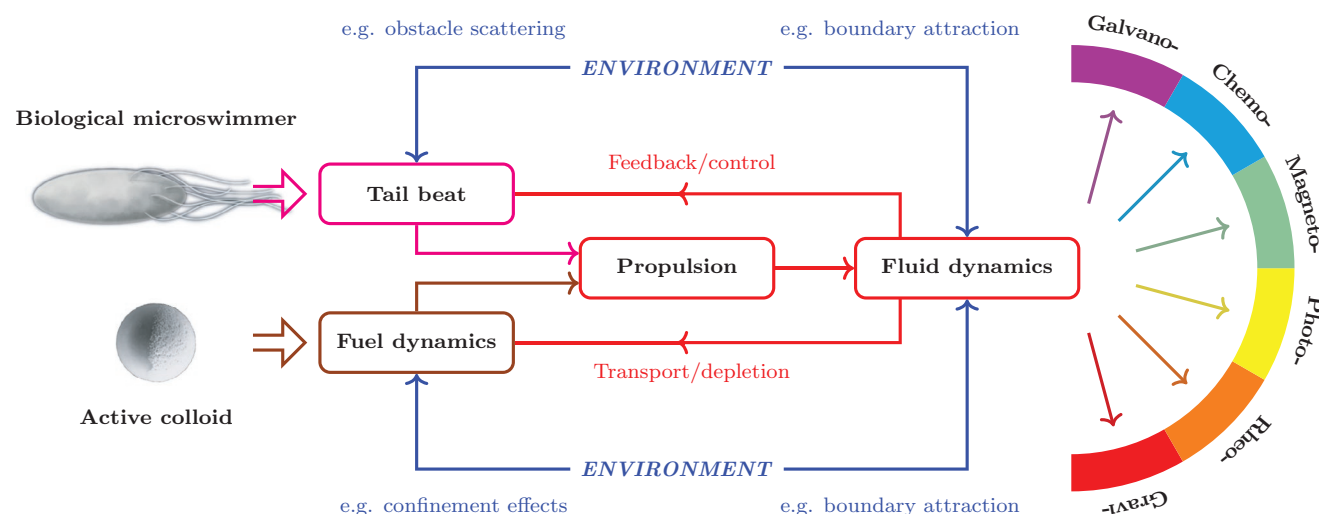 e.g. obstacle scattering
e.g. boundary attraction
ENVIRONMENT
Biological microswimmer
Feedback/control
Tail beat
Propulsion
Fluid dynamics
Fuel dynamics
Transport/depletion
Active colloid
ENVIRONMENT
e.g. confinement effects
e.g. boundary attraction
Galvano-
Chemo-
Magneto-
Photo-
Rheo-
Gravi-